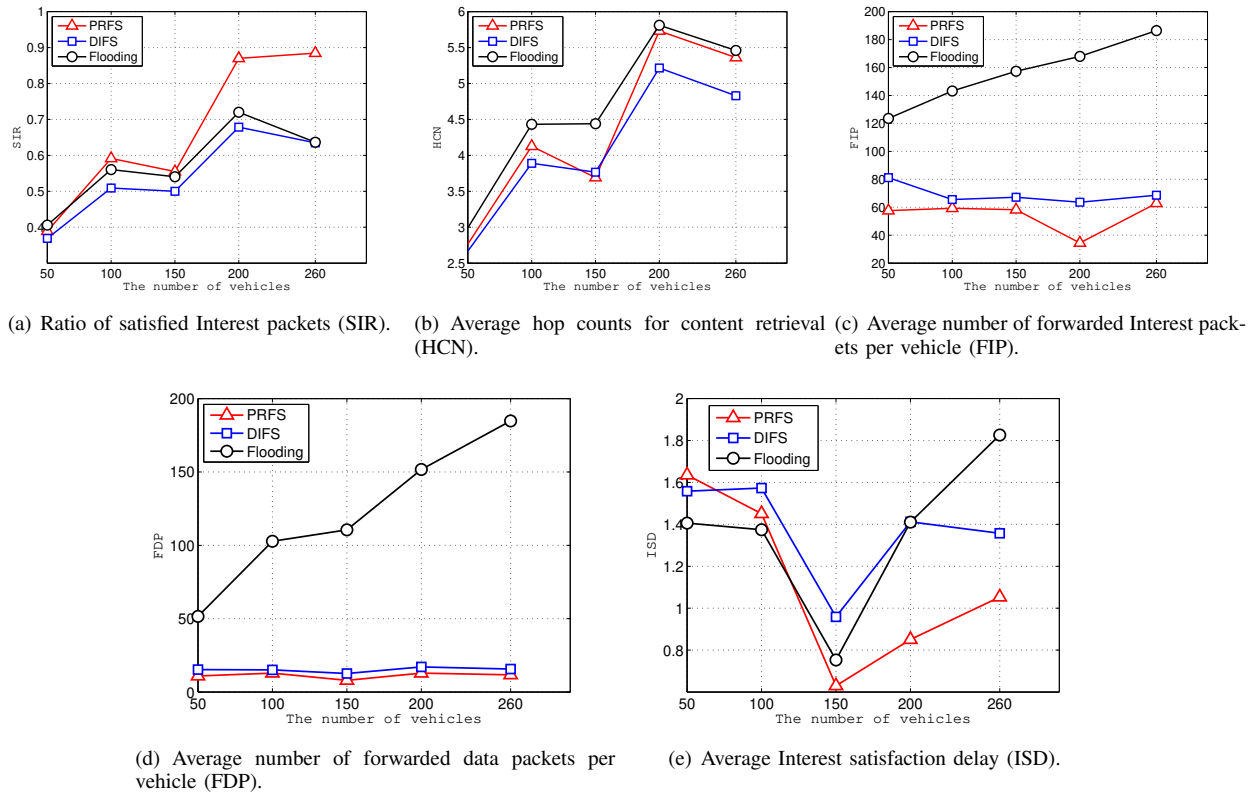 1
0.9
0.8
0.7
0.6
0.5
0.4
SIR
PRFS
DIFS
Flooding
50 100 150 200 260
The number of vehicles
(a) Ratio of satisfied Interest packets (SIR).
6
5.5
5
4.5
4
3.5
3
2.5
HCN
PRFS
DIFS
Flooding
50 100 150 200 260
The number of vehicles
(b) Average hop counts for content retrieval
(HCN).
200
180
160
140
120
100
80
60
40
20
FIP
PRFS
DIFS
Flooding
50 100 150 200 260
The number of vehicles
(c) Average number of forwarded Interest pack-
ets per vehicle (FIP).
200
150
100
50
0
FDP
PRFS
DIFS
Flooding
50 100 150 200 260
The number of vehicles
(d) Average number of forwarded data packets per
vehicle (FDP).
2
1.8
1.6
1.4
1.2
1
0.8
ISD
PRFS
DIFS
Flooding
50 100 150 200 260
The number of vehicles
(e) Average Interest satisfaction delay (ISD).